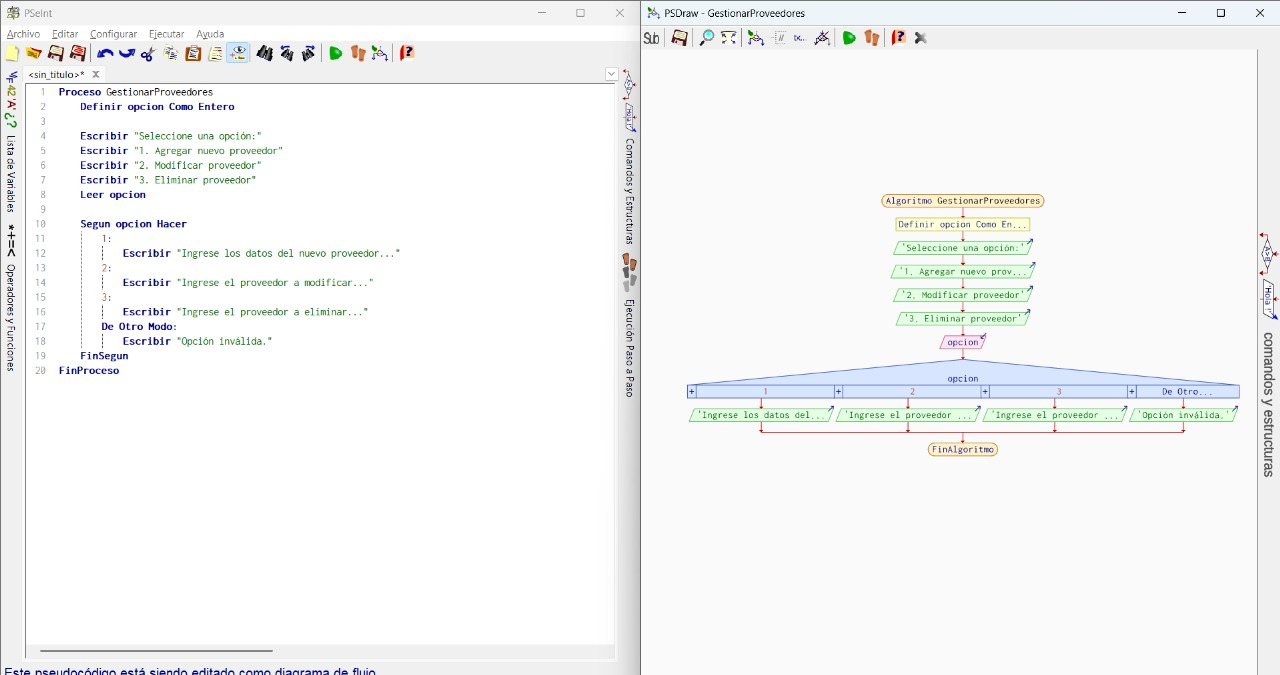 PSeInt
Archivo Editar Configurar Ejecutar Ayuda
<sin_titulo>* X
1 Proceso GestionarProveedores
2 Definir opcion Como Entero
3
4 Escribir "Seleccione una opción:"
5 Escribir "1. Agregar nuevo proveedor"
6 Escribir "2. Modificar proveedor"
7 Escribir "3. Eliminar proveedor"
8 Leer opcion
9
10 Segun opcion Hacer
11 1:
12 Escribir "Ingrese los datos del nuevo proveedor..."
13 2:
14 Escribir "Ingrese el proveedor a modificar..."
15 3:
16 Escribir "Ingrese el proveedor a eliminar..."
17 De Otro Modo:
18 Escribir "Opción inválida."
19 FinSegun
20 FinProceso
Lista de Variables
*+=< Operadores y Funciones
Comandos y Estructuras
Ejecución Paso a Paso
Este pseudocódigo está siendo editado como diagrama de flujo
PSDraw - GestionarProveedores
Sub
Algoritmo GestionarProveedores
Definir opcion Como En...
'Seleccione una opción:'
'1. Agregar nuevo prov...
'2. Modificar proveedor'
'3. Eliminar proveedor'
opcion
opcion
+ 1 + 2 + 3 + De Otro...
'Ingrese los datos del... 'Ingrese el proveedor ... 'Ingrese el proveedor ... 'Opción inválida.'
FinAlgoritmo
comandos y estructuras